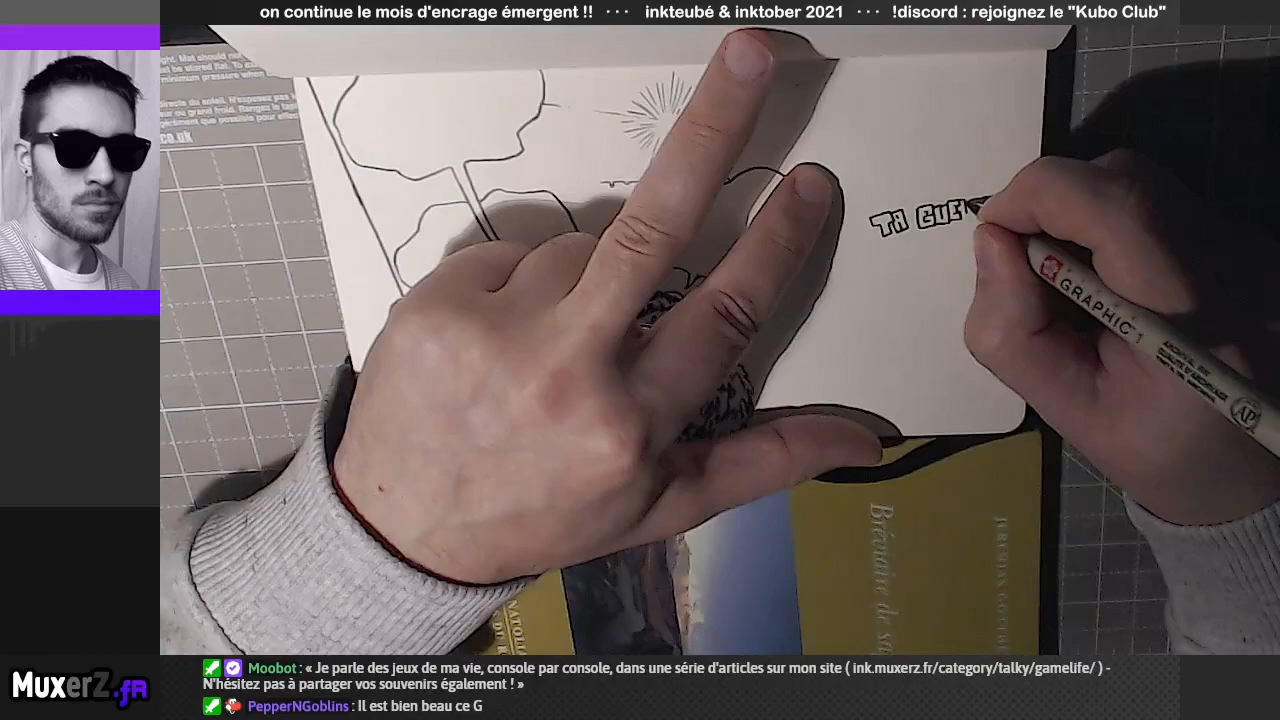 on continue le mois d'encrage émergent !! ··· inkteubé & inktober 2021 ··· !discord : rejoignez le "Kubo Club"
co.uk
TA GUE
GRAPHIC 1
Bréviaire de
MuxerZ.FR
Moobot : « Je parle des jeux de ma vie, console par console, dans une série d'articles sur mon site ( ink.muxerz.fr/category/talky/gamelife/ ) -
N'hésitez pas à partager vos souvenirs également ! »
PepperNGoblins : Il est bien beau ce G